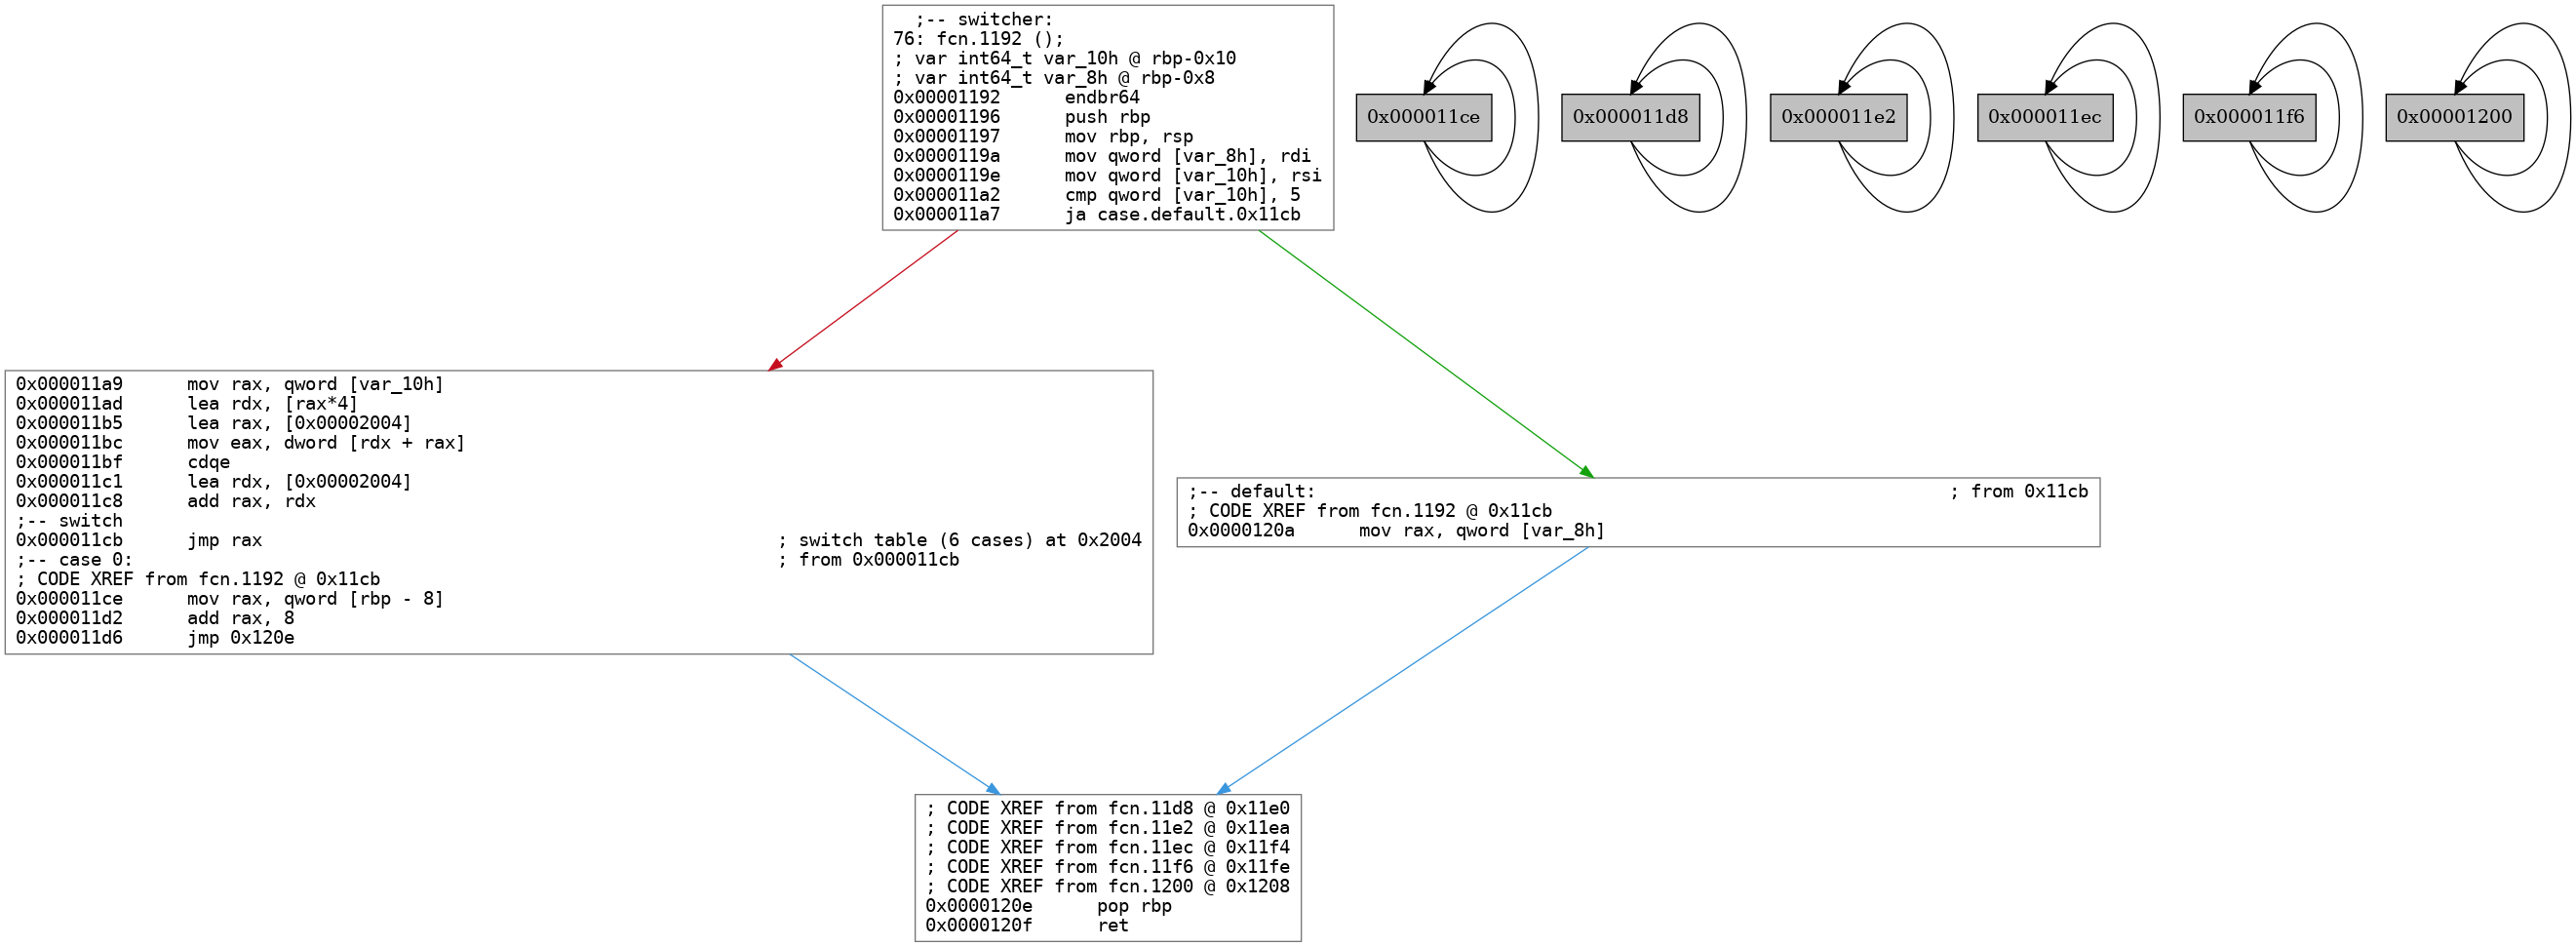 ;-- switcher:
76: fcn.1192 ();
; var int64_t var_10h @ rbp-0x10
; var int64_t var_8h @ rbp-0x8
0x00001192      endbr64
0x00001196      push rbp
0x00001197      mov rbp, rsp
0x0000119a      mov qword [var_8h], rdi
0x0000119e      mov qword [var_10h], rsi
0x000011a2      cmp qword [var_10h], 5
0x000011a7      ja case.default.0x11cb
0x000011ce
0x000011d8
0x000011e2
0x000011ec
0x000011f6
0x00001200
0x000011a9      mov rax, qword [var_10h]
0x000011ad      lea rdx, [rax*4]
0x000011b5      lea rax, [0x00002004]
0x000011bc      mov eax, dword [rdx + rax]
0x000011bf      cdqe
0x000011c1      lea rdx, [0x00002004]
0x000011c8      add rax, rdx
;-- switch
0x000011cb      jmp rax                                                ; switch table (6 cases) at 0x2004
;-- case 0:                                                            ; from 0x000011cb
; CODE XREF from fcn.1192 @ 0x11cb
0x000011ce      mov rax, qword [rbp - 8]
0x000011d2      add rax, 8
0x000011d6      jmp 0x120e
;-- default:                                                           ; from 0x11cb
; CODE XREF from fcn.1192 @ 0x11cb
0x0000120a      mov rax, qword [var_8h]
; CODE XREF from fcn.11d8 @ 0x11e0
; CODE XREF from fcn.11e2 @ 0x11ea
; CODE XREF from fcn.11ec @ 0x11f4
; CODE XREF from fcn.11f6 @ 0x11fe
; CODE XREF from fcn.1200 @ 0x1208
0x0000120e      pop rbp
0x0000120f      ret